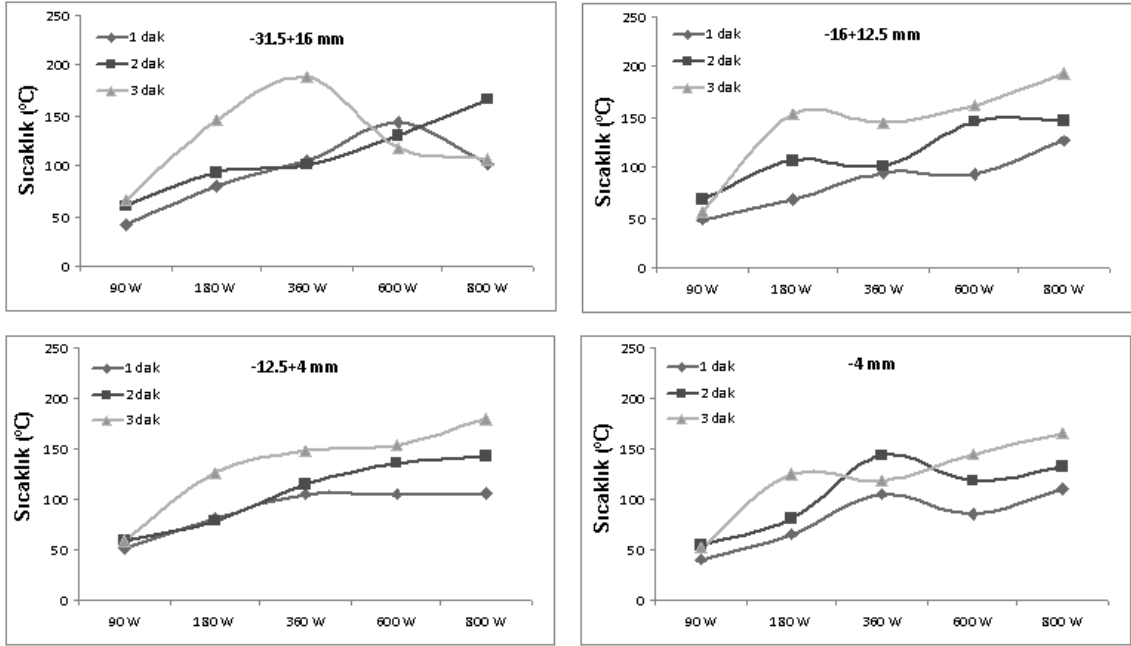 -31.5+16 mm
1 dak
2 dak
3 dak
Sıcaklık (ºC)
250
200
150
100
50
0
90 W
180 W
360 W
600 W
800 W
-16+12.5 mm
1 dak
2 dak
3 dak
Sıcaklık (ºC)
250
200
150
100
50
0
90 W
180 W
360 W
600 W
800 W
-12.5+4 mm
1 dak
2 dak
3 dak
Sıcaklık (ºC)
250
200
150
100
50
0
90 W
180 W
360 W
600 W
800 W
-4 mm
1 dak
2 dak
3 dak
Sıcaklık (ºC)
250
200
150
100
50
0
90 W
180 W
360 W
600 W
800 W